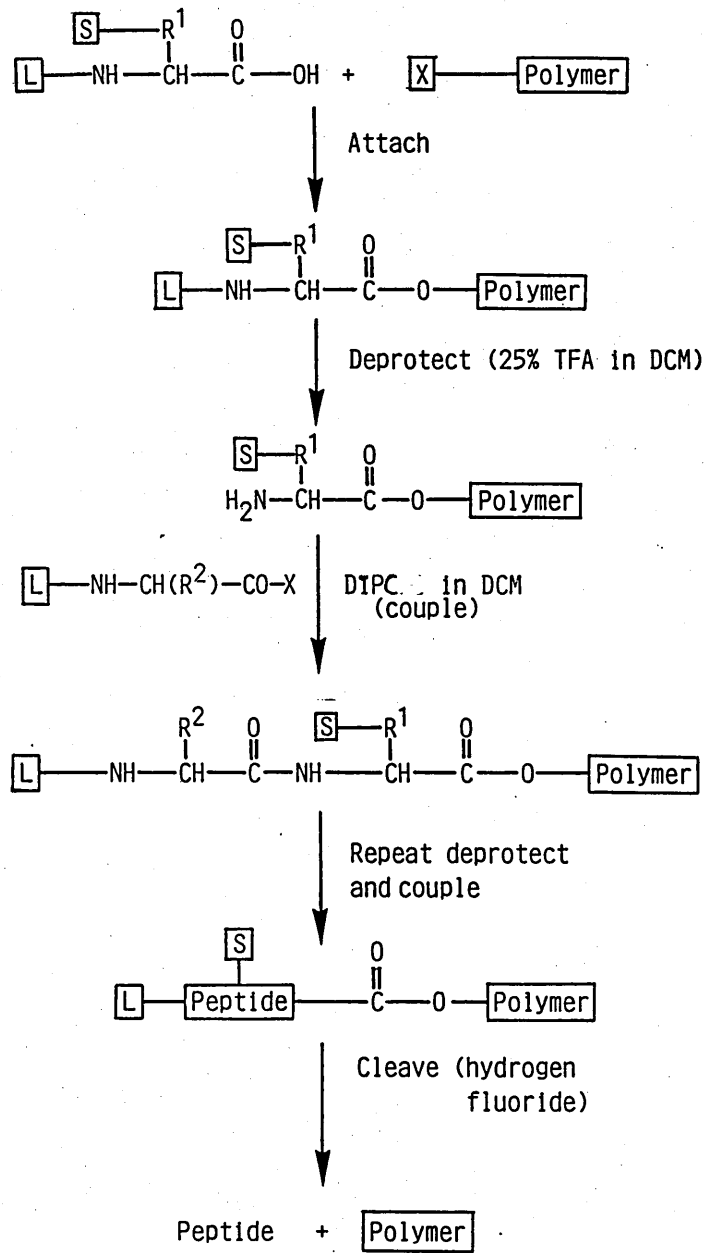 S R1 O
L NH CH C OH + X Polymer
Attach
S R1 O
L NH CH C O Polymer
Deprotect (25% TFA in DCM)
S R1 O
H2N CH C O Polymer
L NH-CH(R2)-CO-X
DIPC in DCM
(couple)
R2 O S R1 O
L NH CH C NH CH C O Polymer
Repeat deprotect
and couple
S O
L Peptide C O Polymer
Cleave (hydrogen
fluoride)
Peptide + Polymer